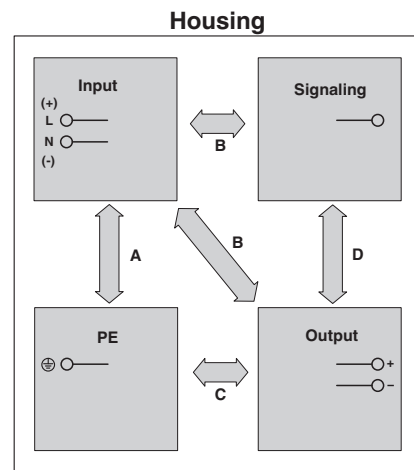 Housing
Input
(+)
L
N
(-)
Signaling
B
A
B
D
PE
Output
+
−
C